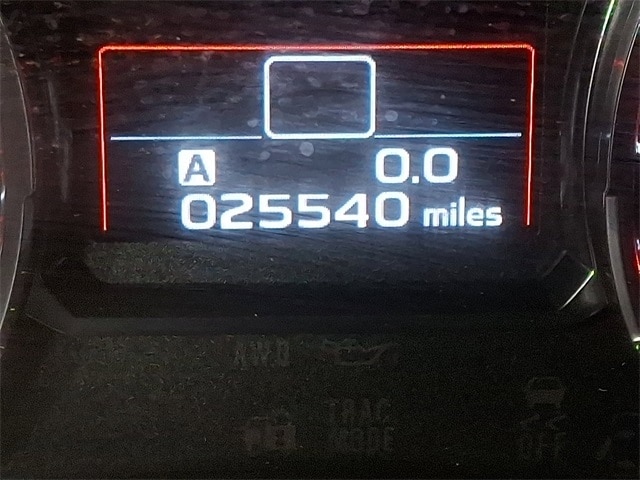 A 0.0
025540 miles
AWD
TRAC
MODE
OFF